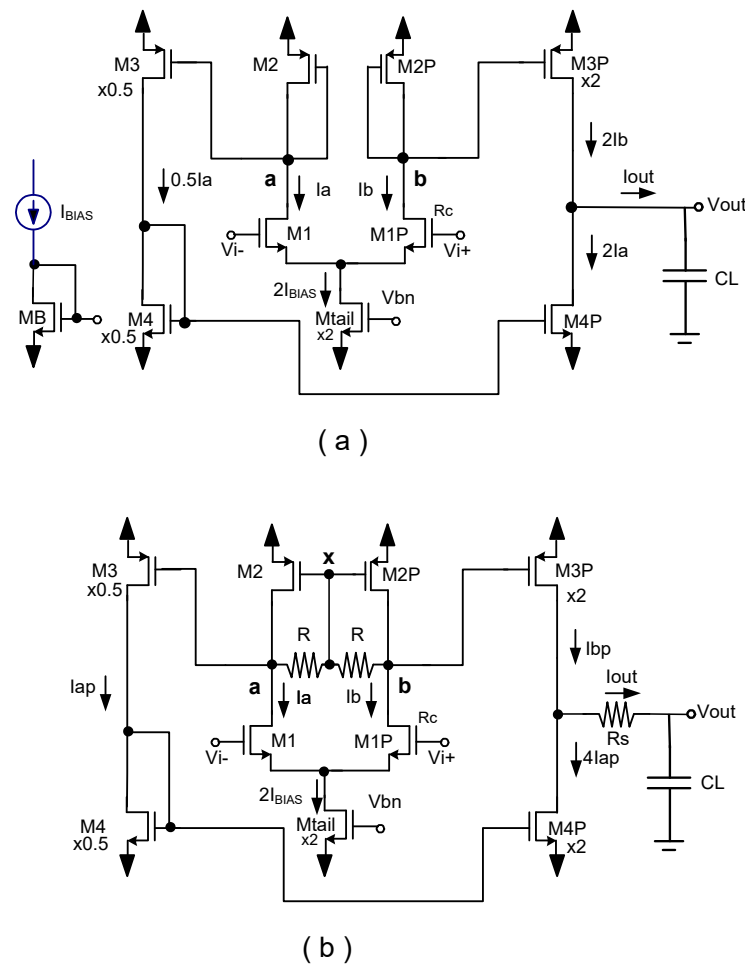 M3
x0.5
M2
M2P
M3P
x2
a
b
0.5Ia
Ia
Ib
2Ib
Iout
Vout
IBIAS
Vi-
M1
M1P
Rc
Vi+
2Ia
CL
2IBIAS
Vbn
MB
M4
x0.5
Mtail
x2
M4P
( a )
M3
x0.5
M2
x
M2P
M3P
x2
R
R
a
b
Iap
Ia
Ib
Ibp
Iout
Vout
Rs
Vi-
M1
M1P
Rc
Vi+
4Iap
CL
2IBIAS
Vbn
M4
x0.5
Mtail
x2
M4P
x2
( b )